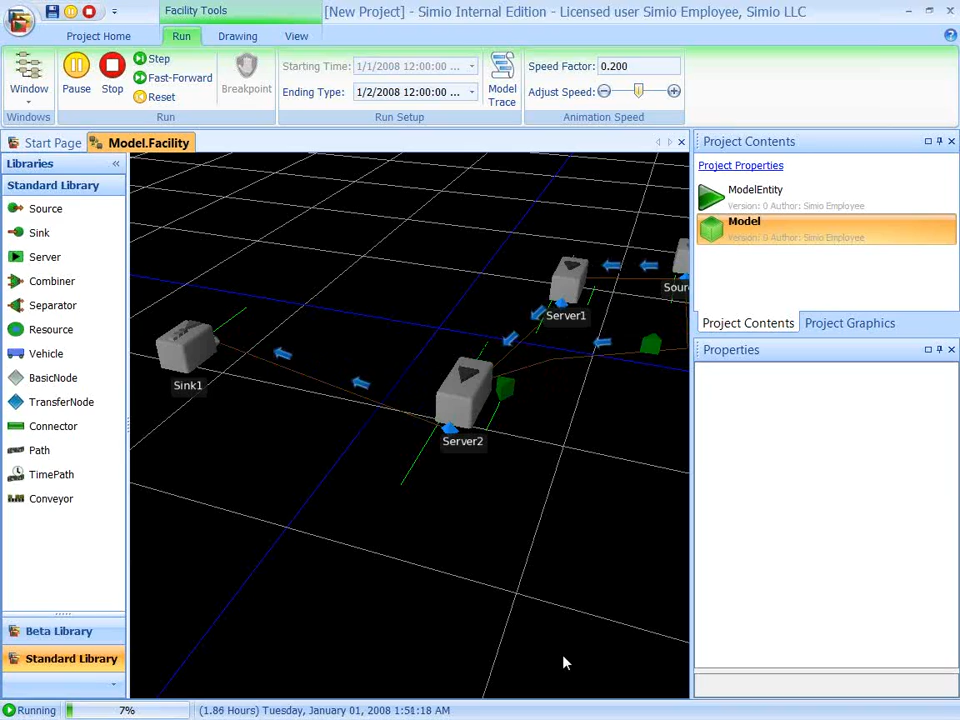 Facility Tools
[New Project] - Simio Internal Edition - Licensed user Simio Employee, Simio LLC
Project Home
Run
Drawing
View
Window
Windows
Pause
Stop
Step
Fast-Forward
Reset
Run
Breakpoint
Starting Time: 1/1/2008 12:00:00 ...
Ending Type: 1/2/2008 12:00:00 ...
Run Setup
Model
Trace
Speed Factor: 0.200
Adjust Speed:
Animation Speed
Start Page
Model.Facility
Libraries
Standard Library
Source
Sink
Server
Combiner
Separator
Resource
Vehicle
BasicNode
TransferNode
Connector
Path
TimePath
Conveyor
Beta Library
Standard Library
Sour
Server1
Sink1
Server2
Project Contents
Project Properties
ModelEntity
Version: 0 Author: Simio Employee
Model
Version: 0 Author: Simio Employee
Project Contents
Project Graphics
Properties
Running
7%
(1.86 Hours) Tuesday, January 01, 2008 1:51:18 AM